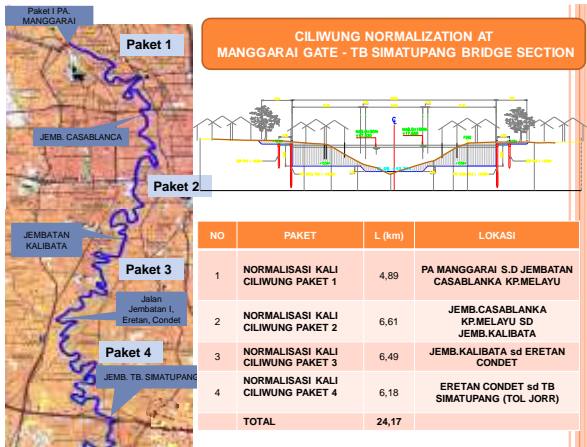 Paket I PA.
MANGGARAI
Paket 1
JEMB. CASABLANCA
Paket 2
JEMBATAN
KALIBATA
Paket 3
Jalan
Jembatan I,
Eretan, Condet
Paket 4
JEMB. TB. SIMATUPANG
CILIWUNG NORMALIZATION AT
MANGGARAI GATE - TB SIMATUPANG BRIDGE SECTION
NO PAKET L (km) LOKASI
1 NORMALISASI KALI CILIWUNG PAKET 1 4,89 PA MANGGARAI S.D JEMBATAN CASABLANKA KP.MELAYU
2 NORMALISASI KALI CILIWUNG PAKET 2 6,61 JEMB.CASABLANKA KP.MELAYU SD JEMB.KALIBATA
3 NORMALISASI KALI CILIWUNG PAKET 3 6,49 JEMB.KALIBATA sd ERETAN CONDET
4 NORMALISASI KALI CILIWUNG PAKET 4 6,18 ERETAN CONDET sd TB SIMATUPANG (TOL JORR)
TOTAL 24,17